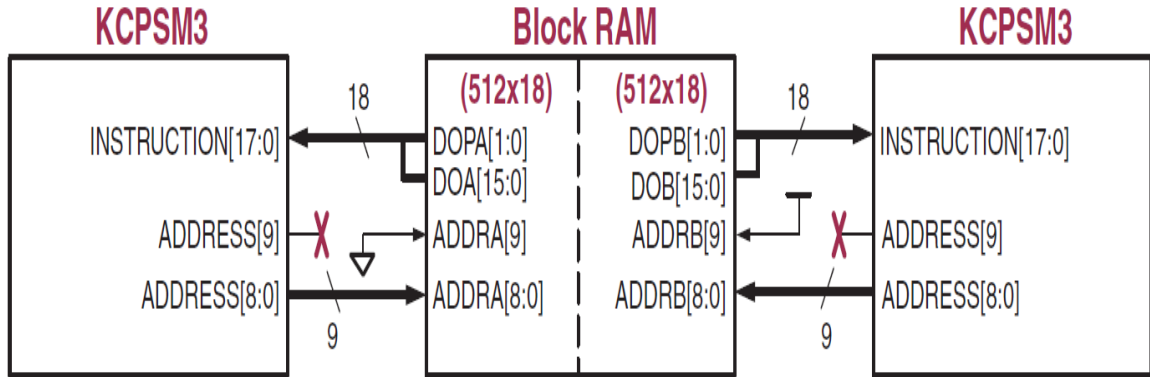 KCPSM3
Block RAM
KCPSM3
(512x18)
(512x18)
18
18
INSTRUCTION[17:0]
DOPA[1:0]
DOPB[1:0]
INSTRUCTION[17:0]
DOA[15:0]
DOB[15:0]
ADDRESS[9]
X
ADDRA[9]
ADDRB[9]
X
ADDRESS[9]
ADDRESS[8:0]
ADDRA[8:0]
ADDRB[8:0]
ADDRESS[8:0]
9
9